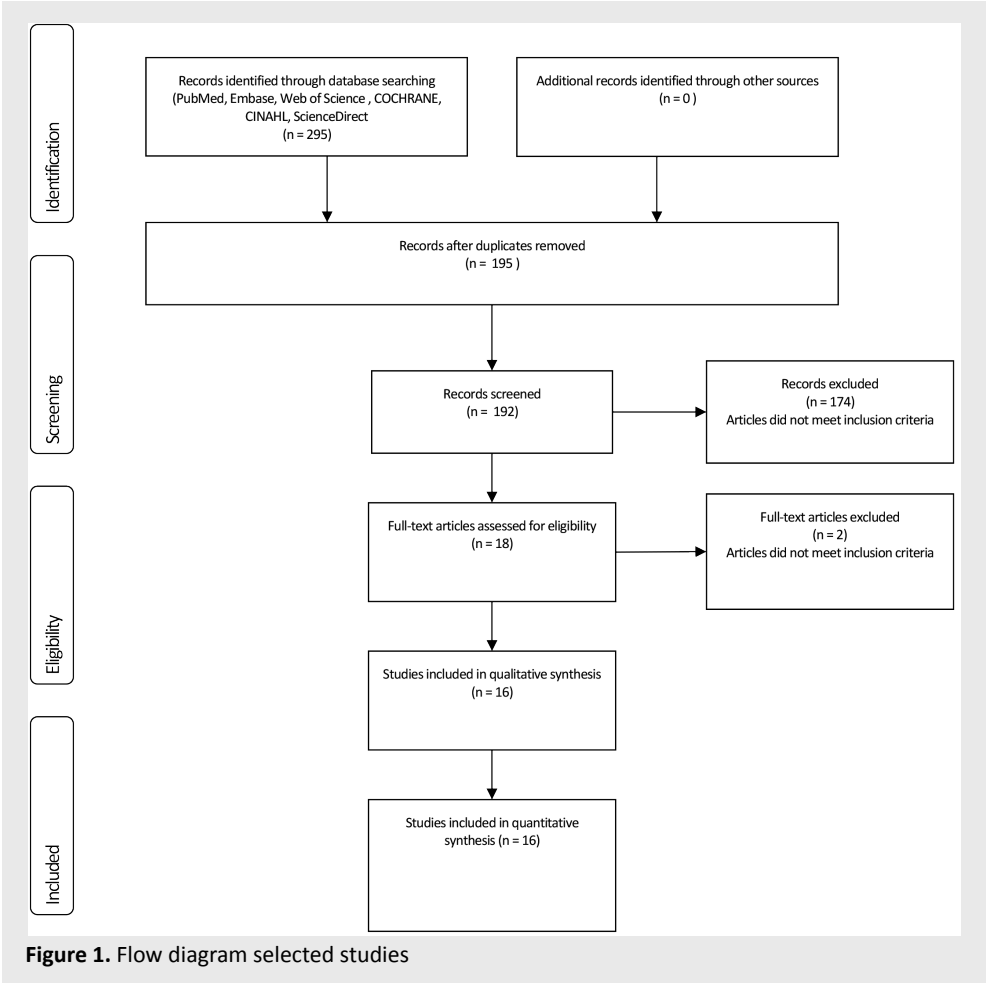 Identification
Records identified through database searching
(PubMed, Embase, Web of Science , COCHRANE,
CINAHL, ScienceDirect
(n = 295)
Additional records identified through other sources
(n = 0 )
Records after duplicates removed
(n =  195 )
Screening
Records screened
(n =  192)
Records excluded
(n = 174)
Articles did not meet inclusion criteria
Eligibility
Full-text articles assessed for eligibility
(n = 18)
Full-text articles excluded
(n = 2)
Articles did not meet inclusion criteria
Studies included in qualitative synthesis
(n = 16)
Included
Studies included in quantitative
synthesis (n = 16)
Figure 1. Flow diagram selected studies